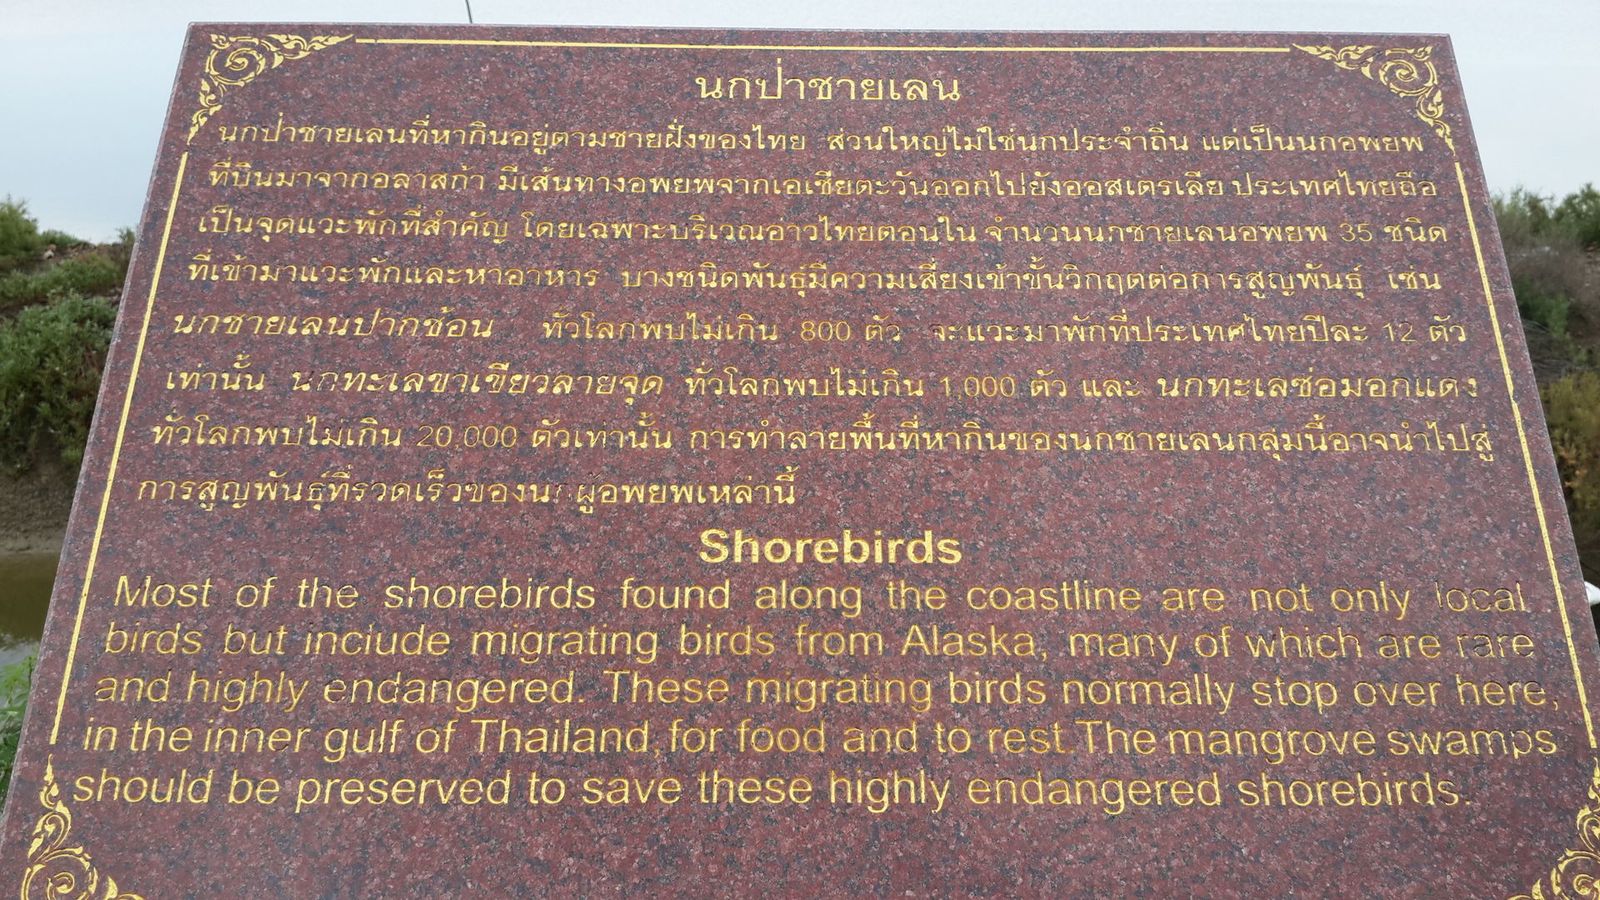 นกป่าชายเลน
นกป่าชายเลนที่หากินอยู่ตามชายฝั่งของไทย ส่วนใหญ่ไม่ใช่นกประจำถิ่น แต่เป็นนกอพยพ
ที่บินมาจากอลาสก้า มีเส้นทางอพยพจากเอเชียตะวันออกไปยังออสเตรเลีย ประเทศไทยถือ
เป็นจุดแวะพักที่สำคัญ โดยเฉพาะบริเวณอ่าวไทยตอนใน จำนวนนกชายเลนอพยพ 35 ชนิด
ที่เข้ามาแวะพักและหาอาหาร บางชนิดพันธุ์มีความเสี่ยงเข้าขั้นวิกฤตต่อการสูญพันธุ์ เช่น
นกชายเลนปากช้อน ทั่วโลกพบไม่เกิน 800 ตัว จะแวะมาพักที่ประเทศไทยปีละ 12 ตัว
เท่านั้น นกทะเลขาเขียวลายจุด ทั่วโลกพบไม่เกิน 1,000 ตัว และ นกทะเลซ่อมอกแดง
ทั่วโลกพบไม่เกิน 20,000 ตัวเท่านั้น การทำลายพื้นที่หากินของนกชายเลนกลุ่มนี้อาจนำไปสู่
การสูญพันธุ์ที่รวดเร็วของนกผู้อพยพเหล่านี้
Shorebirds
Most of the shorebirds found along the coastline are not only local
birds but include migrating birds from Alaska, many of which are rare
and highly endangered. These migrating birds normally stop over here,
in the inner gulf of Thailand, for food and to rest. The mangrove swamps
should be preserved to save these highly endangered shorebirds.